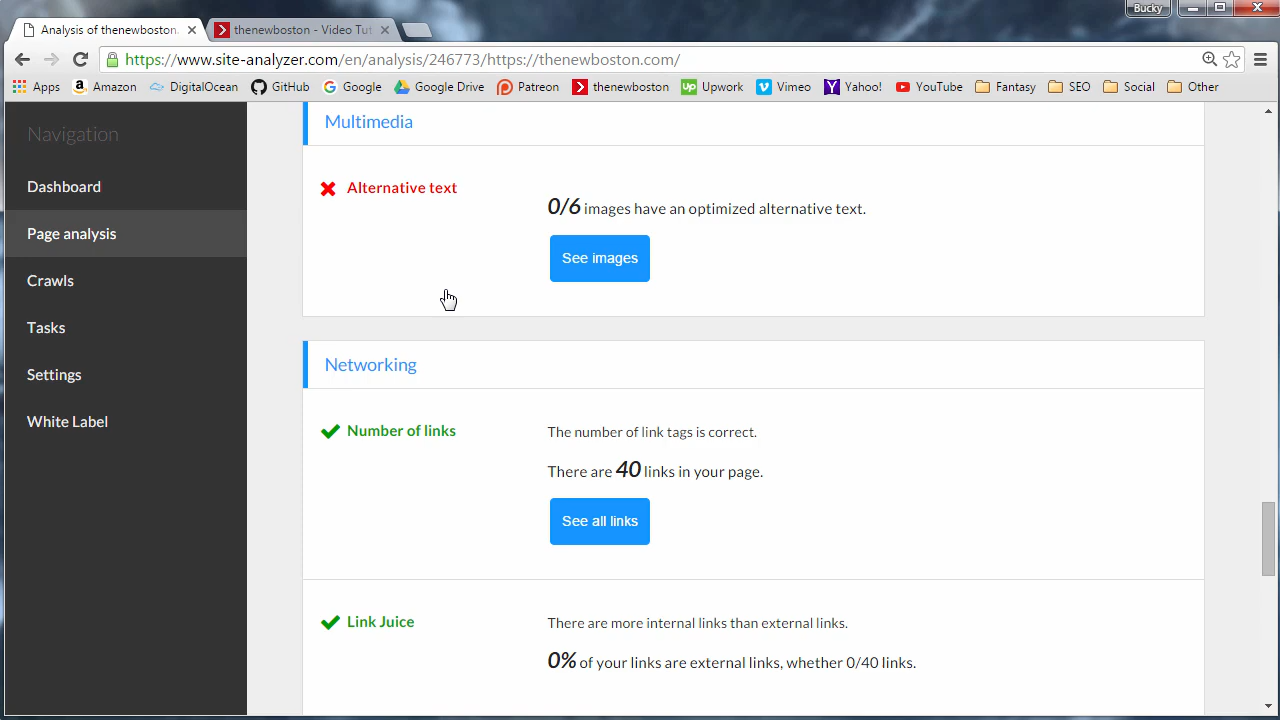 Bucky
Analysis of thenewboston.
thenewboston - Video Tut
https://www.site-analyzer.com/en/analysis/246773/https://thenewboston.com/
Apps Amazon DigitalOcean GitHub Google Google Drive Patreon thenewboston Upwork Vimeo Yahoo! YouTube Fantasy SEO Social Other
Navigation
Dashboard
Page analysis
Crawls
Tasks
Settings
White Label
Multimedia
Alternative text
0/6 images have an optimized alternative text.
See images
Networking
Number of links
The number of link tags is correct.
There are 40 links in your page.
See all links
Link Juice
There are more internal links than external links.
0% of your links are external links, whether 0/40 links.